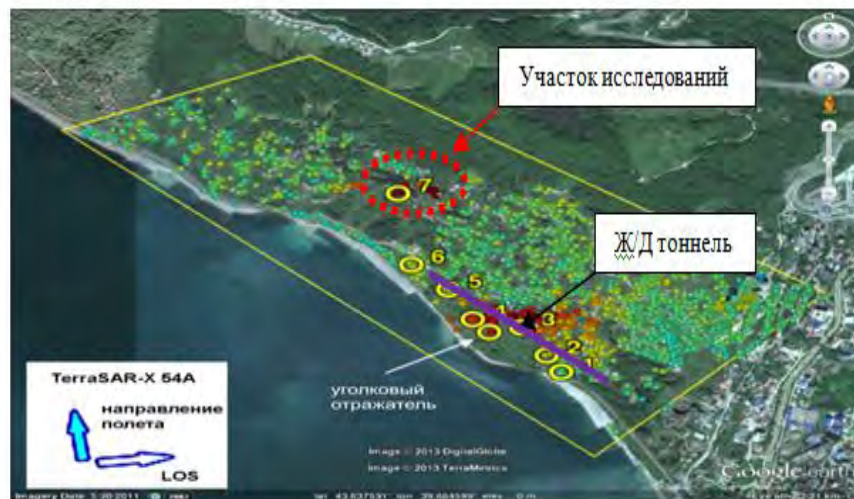 Участок исследований
7
Ж/Д тоннель
6
5
4
3
2
1
уголковый
отражатель
TerraSAR-X 54A
направление
полета
LOS
Image © 2013 DigitalGlobe
Image © 2013 TerraMetrics
Google earth